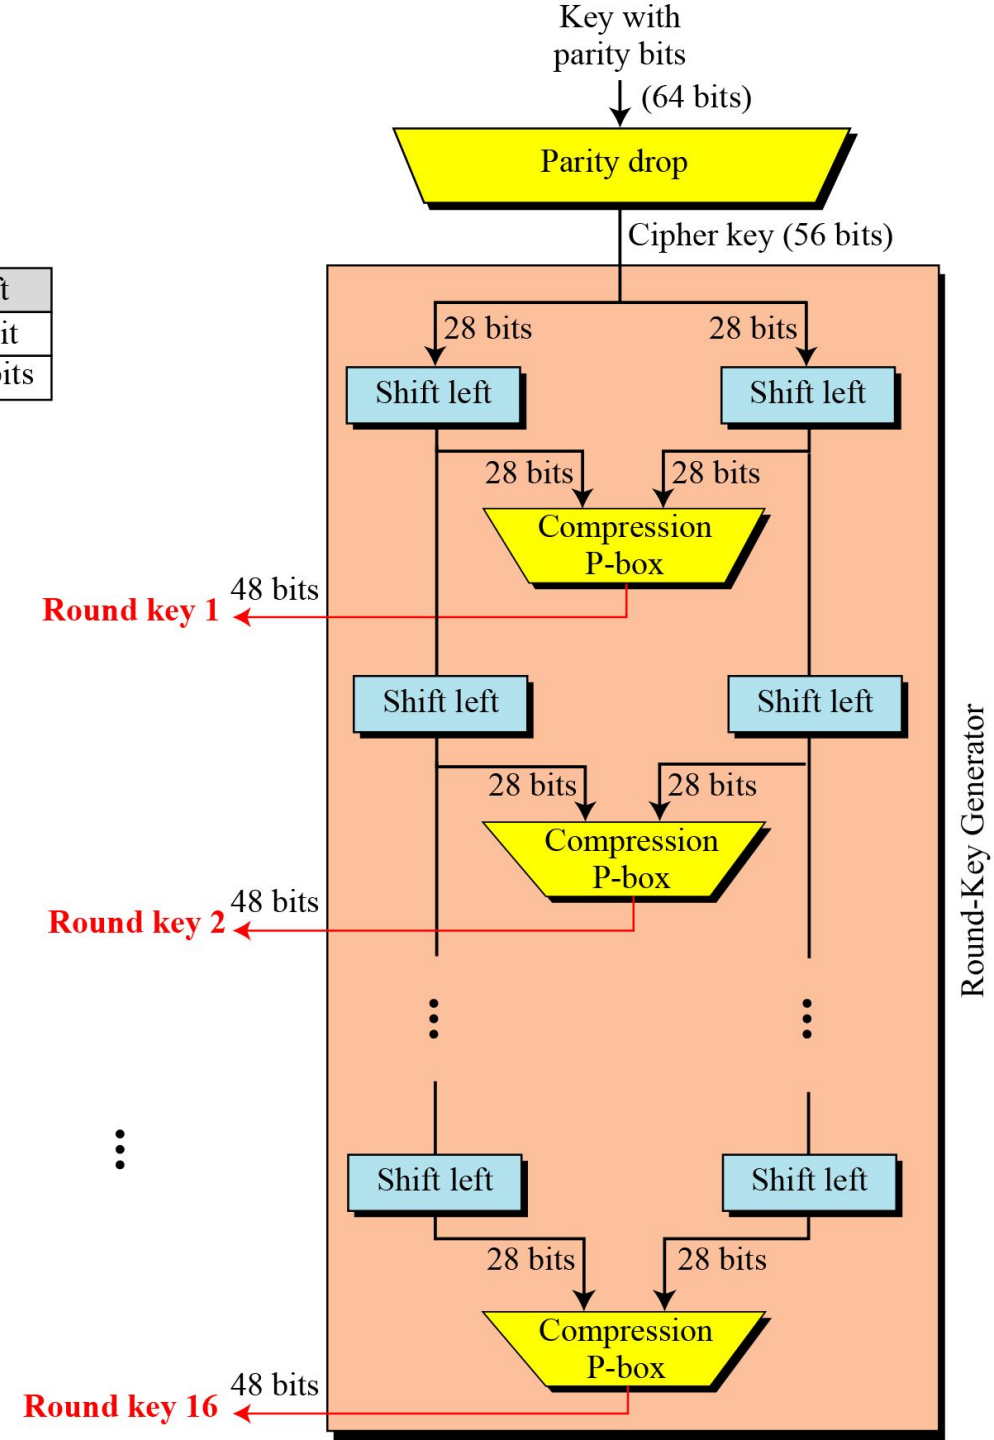 Key with
parity bits
(64 bits)
Parity drop
Cipher key (56 bits)
ft
it
its
28 bits 28 bits
Shift left Shift left
28 bits 28 bits
Compression
P-box
48 bits
Round key 1
Shift left Shift left
28 bits 28 bits
Compression
P-box
48 bits
Round key 2
Round-Key Generator
Shift left Shift left
28 bits 28 bits
Compression
P-box
48 bits
Round key 16